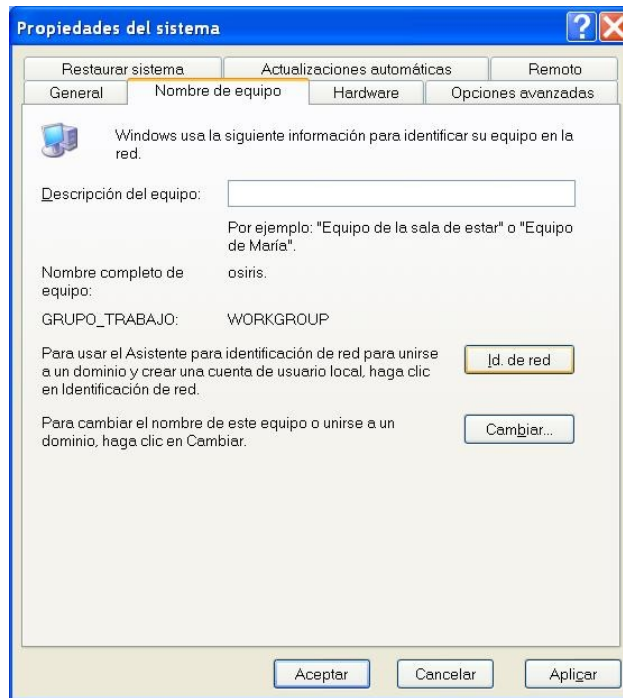 Propiedades del sistema
Restaurar sistema
Actualizaciones automáticas
Remoto
General
Nombre de equipo
Hardware
Opciones avanzadas
Windows usa la siguiente información para identificar su equipo en la
red.
Descripción del equipo:
Por ejemplo: "Equipo de la sala de estar" o "Equipo
de María".
Nombre completo de
equipo:
osiris.
GRUPO_TRABAJO:
WORKGROUP
Para usar el Asistente para identificación de red para unirse
a un dominio y crear una cuenta de usuario local, haga clic
en Identificación de red.
Id. de red
Para cambiar el nombre de este equipo o unirse a un
dominio, haga clic en Cambiar.
Cambiar...
Aceptar
Cancelar
Aplicar